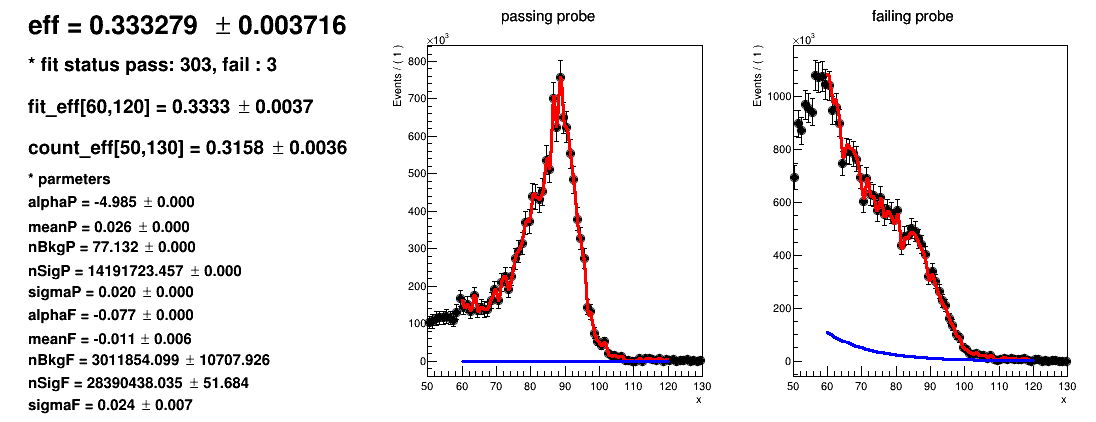 eff = 0.333279 ± 0.003716
* fit status pass: 303, fail : 3
fit_eff[60,120] = 0.3333 ± 0.0037
count_eff[50,130] = 0.3158 ± 0.0036
* parmeters
alphaP = -4.985 ± 0.000
meanP = 0.026 ± 0.000
nBkgP = 77.132 ± 0.000
nSigP = 14191723.457 ± 0.000
sigmaP = 0.020 ± 0.000
alphaF = -0.077 ± 0.000
meanF = -0.011 ± 0.006
nBkgF = 3011854.099 ± 10707.926
nSigF = 28390438.035 ± 51.684
sigmaF = 0.024 ± 0.007
passing probe
×10³
Events / ( 1 )
800
700
600
500
400
300
200
100
0
50 60 70 80 90 100 110 120 130
x
failing probe
×10³
Events / ( 1 )
1000
800
600
400
200
0
50 60 70 80 90 100 110 120 130
x